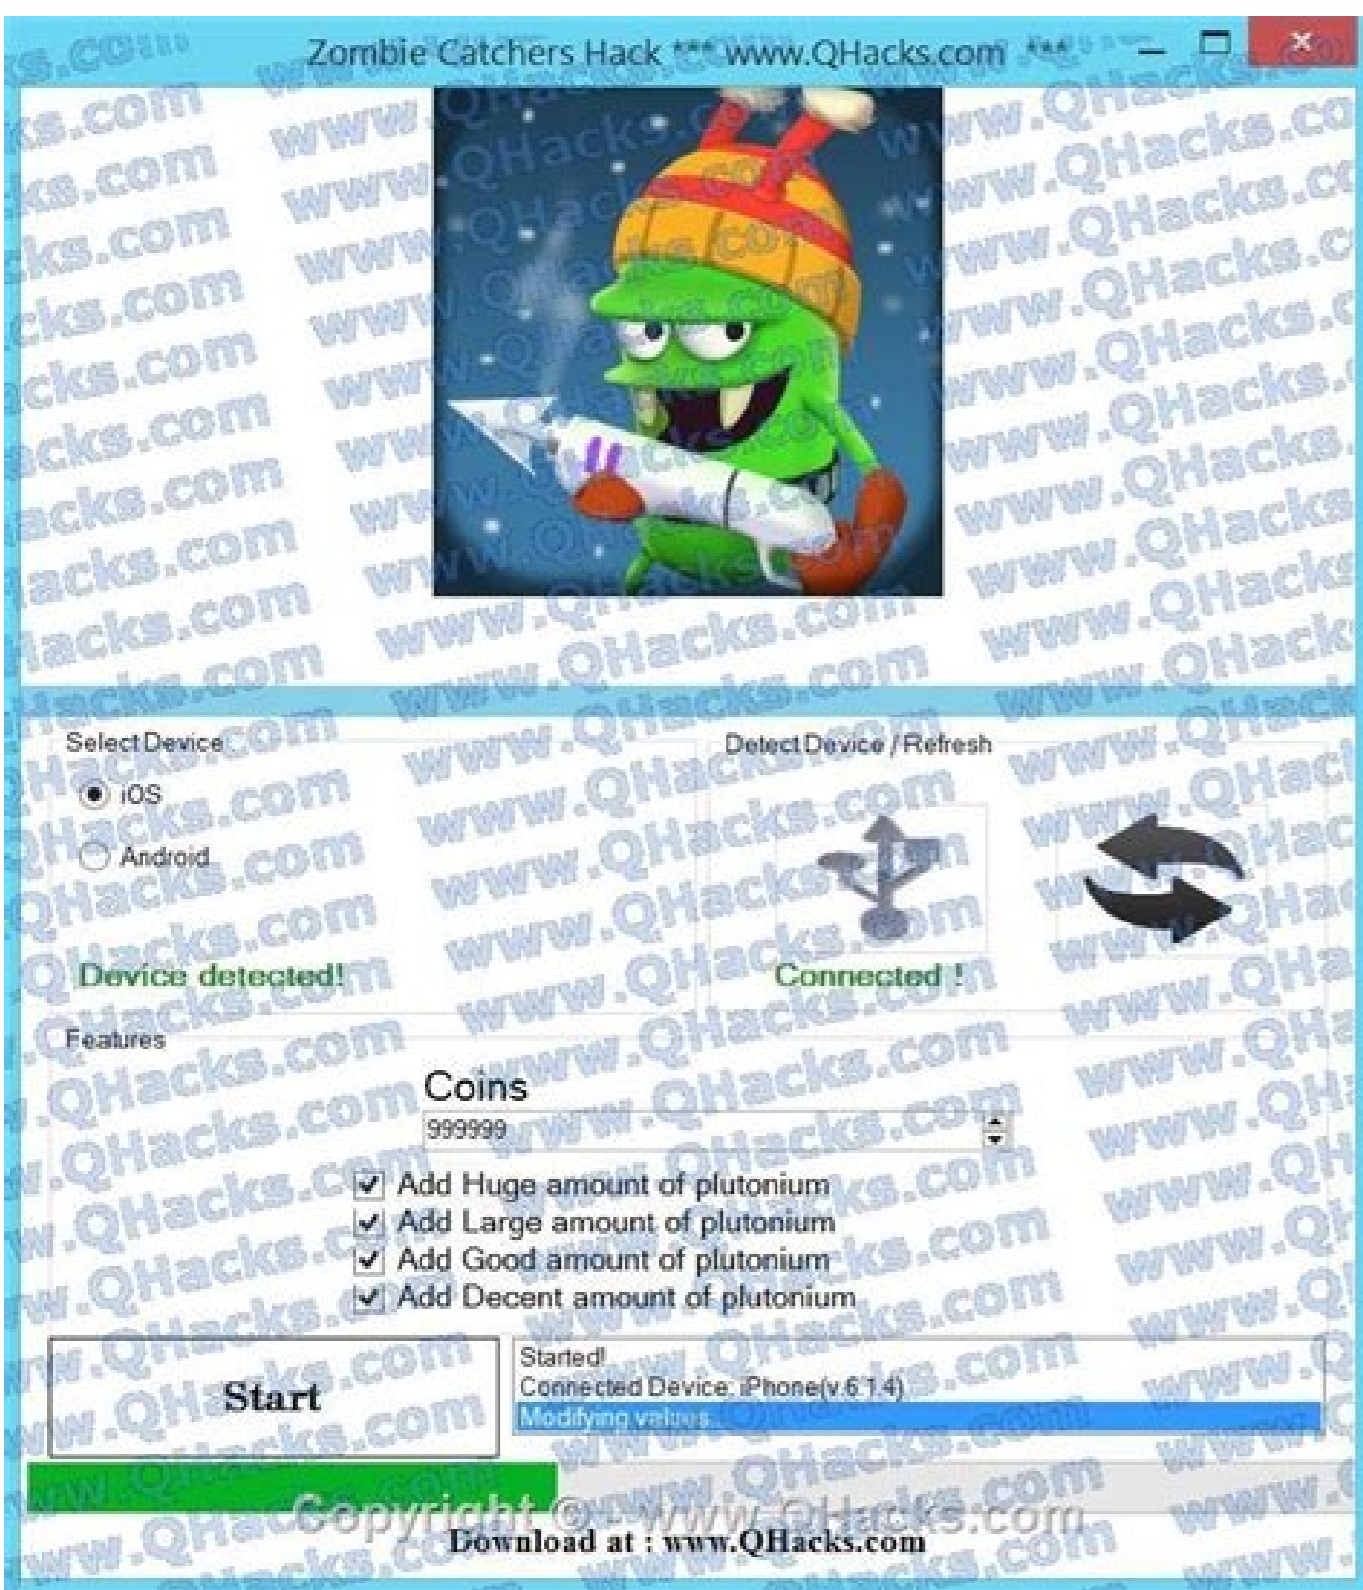 Zombie Catchers Hack *** www.QHacks.com ***
Select Device
Detect Device / Refresh
iOS
Android
Device detected!
Connected !
Features
Coins
999999
Add Huge amount of plutonium
Add Large amount of plutonium
Add Good amount of plutonium
Add Decent amount of plutonium
Start
Started!
Connected Device: iPhone(v.6.1.4)
Modifying values...
Copyright © - www.QHacks.com
Download at : www.QHacks.com
www.QHacks.com